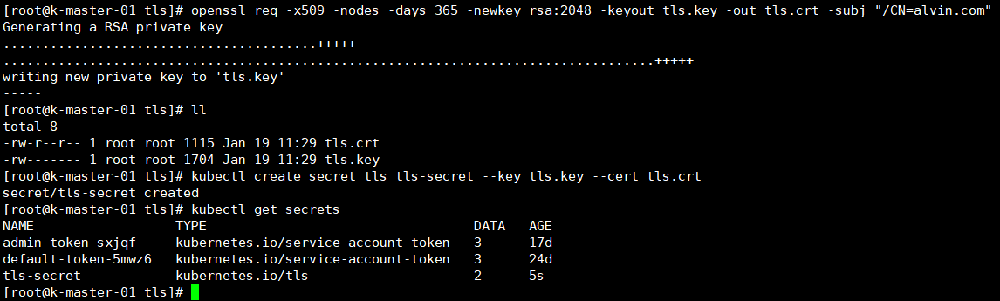 [root@k-master-01 tls]# openssl req -x509 -nodes -days 365 -newkey rsa:2048 -keyout tls.key -out tls.crt -subj "/CN=alvin.com"
Generating a RSA private key
.......................................+++++
..................................................................................+++++
writing new private key to 'tls.key'
-----
[root@k-master-01 tls]# ll
total 8
-rw-r--r-- 1 root root 1115 Jan 19 11:29 tls.crt
-rw------- 1 root root 1704 Jan 19 11:29 tls.key
[root@k-master-01 tls]# kubectl create secret tls tls-secret --key tls.key --cert tls.crt
secret/tls-secret created
[root@k-master-01 tls]# kubectl get secrets
NAME                  TYPE                                  DATA   AGE
admin-token-sxjqf     kubernetes.io/service-account-token   3      17d
default-token-5mwz6   kubernetes.io/service-account-token   3      24d
tls-secret            kubernetes.io/tls                     2      5s
[root@k-master-01 tls]#